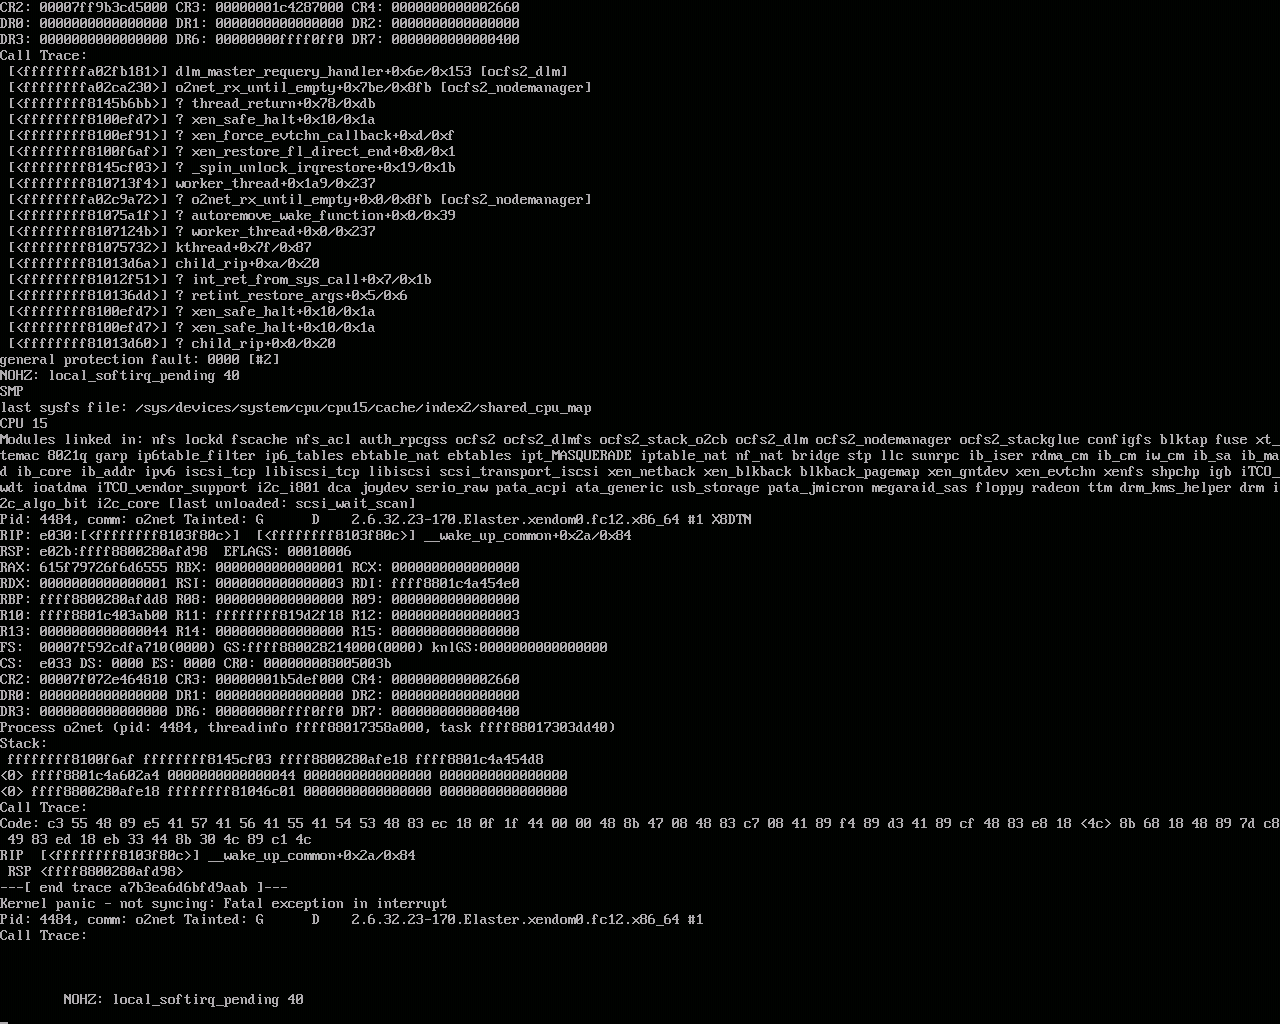 CR2: 00007ff9b3cd5000 CR3: 00000001c4287000 CR4: 0000000000002660
DR0: 0000000000000000 DR1: 0000000000000000 DR2: 0000000000000000
DR3: 0000000000000000 DR6: 00000000ffff0ff0 DR7: 0000000000000400
Call Trace:
 [<ffffffffa02fb181>] dlm_master_requery_handler+0x6e/0x153 [ocfs2_dlm]
 [<ffffffffa02ca230>] o2net_rx_until_empty+0x7be/0x8fb [ocfs2_nodemanager]
 [<ffffffff8145b6bb>] ? thread_return+0x78/0xdb
 [<ffffffff8100efd7>] ? xen_safe_halt+0x10/0x1a
 [<ffffffff8100ef91>] ? xen_force_evtchn_callback+0xd/0xf
 [<ffffffff8100f6af>] ? xen_restore_fl_direct_end+0x0/0x1
 [<ffffffff8145cf03>] ? _spin_unlock_irqrestore+0x19/0x1b
 [<ffffffff810713f4>] worker_thread+0x1a9/0x237
 [<ffffffffa02c9a72>] ? o2net_rx_until_empty+0x0/0x8fb [ocfs2_nodemanager]
 [<ffffffff81075a1f>] ? autoremove_wake_function+0x0/0x39
 [<ffffffff8107124b>] ? worker_thread+0x0/0x237
 [<ffffffff81075732>] kthread+0x7f/0x87
 [<ffffffff81013d6a>] child_rip+0xa/0x20
 [<ffffffff81012f51>] ? int_ret_from_sys_call+0x7/0x1b
 [<ffffffff810136dd>] ? retint_restore_args+0x5/0x6
 [<ffffffff8100efd7>] ? xen_safe_halt+0x10/0x1a
 [<ffffffff8100efd7>] ? xen_safe_halt+0x10/0x1a
 [<ffffffff81013d60>] ? child_rip+0x0/0x20
general protection fault: 0000 [#2]
NOHZ: local_softirq_pending 40
SMP
last sysfs file: /sys/devices/system/cpu/cpu15/cache/index2/shared_cpu_map
CPU 15
Modules linked in: nfs lockd fscache nfs_acl auth_rpcgss ocfs2 ocfs2_dlmfs ocfs2_stack_o2cb ocfs2_dlm ocfs2_nodemanager ocfs2_stackglue configfs blktap fuse xt_
temac 8021q garp ip6table_filter ip6_tables ebtable_nat ebtables ipt_MASQUERADE iptable_nat nf_nat bridge stp llc sunrpc ib_iser rdma_cm ib_cm iw_cm ib_sa ib_ma
d ib_core ib_addr ipv6 iscsi_tcp libiscsi_tcp libiscsi scsi_transport_iscsi xen_netback xen_blkback blkback_pagemap xen_gntdev xen_evtchn xenfs shpchp igb iTCO_
wdt ioatdma iTCO_vendor_support i2c_i801 dca joydev serio_raw pata_acpi ata_generic usb_storage pata_jmicron megaraid_sas floppy radeon ttm drm_kms_helper drm i
2c_algo_bit i2c_core [last unloaded: scsi_wait_scan]
Pid: 4484, comm: o2net Tainted: G      D    2.6.32.23-170.Elaster.xendom0.fc12.x86_64 #1 X8DTN
RIP: e030:[<ffffffff8103f80c>]  [<ffffffff8103f80c>] __wake_up_common+0x2a/0x84
RSP: e02b:ffff8800280afd98  EFLAGS: 00010006
RAX: 615f79726f6d6555 RBX: 0000000000000001 RCX: 0000000000000000
RDX: 0000000000000001 RSI: 0000000000000003 RDI: ffff8801c4a454e0
RBP: ffff8800280afdd8 R08: 0000000000000000 R09: 0000000000000000
R10: ffff8801c403ab00 R11: ffffffff819d2f18 R12: 0000000000000003
R13: 0000000000000044 R14: 0000000000000000 R15: 0000000000000000
FS:  00007f592cdfa710(0000) GS:ffff880028214000(0000) knlGS:0000000000000000
CS:  e033 DS: 0000 ES: 0000 CR0: 000000008005003b
CR2: 00007f072e464810 CR3: 00000001b5def000 CR4: 0000000000002660
DR0: 0000000000000000 DR1: 0000000000000000 DR2: 0000000000000000
DR3: 0000000000000000 DR6: 00000000ffff0ff0 DR7: 0000000000000400
Process o2net (pid: 4484, threadinfo ffff88017358a000, task ffff88017303dd40)
Stack:
 ffffffff8100f6af ffffffff8145cf03 ffff8800280afe18 ffff8801c4a454d8
<0> ffff8801c4a602a4 0000000000000044 0000000000000000 0000000000000000
<0> ffff8800280afe18 ffffffff81046c01 0000000000000000 0000000000000000
Call Trace:
Code: c3 55 48 89 e5 41 57 41 56 41 55 41 54 53 48 83 ec 18 0f 1f 44 00 00 48 8b 47 08 48 83 c7 08 41 89 f4 89 d3 41 89 cf 48 83 e8 18 <4c> 8b 68 18 48 89 7d c8
 49 83 ed 18 eb 33 44 8b 30 4c 89 c1 4c
RIP  [<ffffffff8103f80c>] __wake_up_common+0x2a/0x84
 RSP <ffff8800280afd98>
---[ end trace a7b3ea6d6bfd9aab ]---
Kernel panic - not syncing: Fatal exception in interrupt
Pid: 4484, comm: o2net Tainted: G      D    2.6.32.23-170.Elaster.xendom0.fc12.x86_64 #1
Call Trace:
NOHZ: local_softirq_pending 40